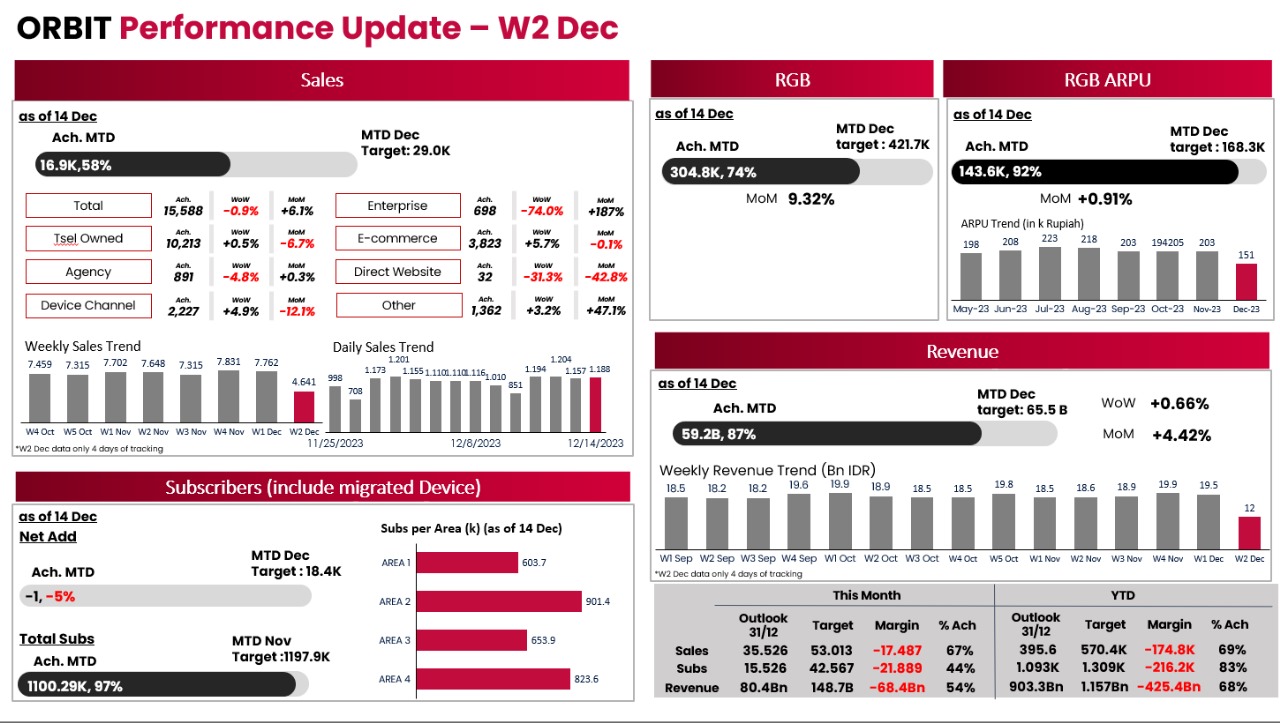 ORBIT Performance Update – W2 Dec
Sales
as of 14 Dec
Ach. MTD
MTD Dec
Target: 29.0K
16.9K,58%
Total
Ach. WoW MoM
15,588 -0.9% +6.1%
Enterprise
Ach. WoW MoM
698 -74.0% +187%
Tsel Owned
Ach. WoW MoM
10,213 +0.5% -6.7%
E-commerce
Ach. WoW MoM
3,823 +5.7% -0.1%
Agency
Ach. WoW MoM
891 -4.8% +0.3%
Direct Website
Ach. WoW MoM
32 -31.3% -42.8%
Device Channel
Ach. WoW MoM
2,227 +4.9% -12.1%
Other
Ach. WoW MoM
1,362 +3.2% +47.1%
Weekly Sales Trend
7.459 7.315 7.702 7.648 7.315 7.831 7.762 4.641
W4 Oct W5 Oct W1 Nov W2 Nov W3 Nov W4 Nov W1 Dec W2 Dec
*W2 Dec data only 4 days of tracking
Daily Sales Trend
998 708 1.173 1.201 1.155 1.110 1.110 1.116 1.010 851 1.194 1.204 1.157 1.188
11/25/2023 12/8/2023 12/14/2023
Subscribers (include migrated Device)
as of 14 Dec
Net Add
Ach. MTD
MTD Dec
Target : 18.4K
-1, -5%
Total Subs
Ach. MTD
MTD Nov
Target :1197.9K
1100.29K, 97%
Subs per Area (k) (as of 14 Dec)
AREA 1 603.7
AREA 2 901.4
AREA 3 653.9
AREA 4 823.6
RGB
as of 14 Dec
Ach. MTD
MTD Dec
target : 421.7K
304.8K, 74%
MoM 9.32%
RGB ARPU
as of 14 Dec
Ach. MTD
MTD Dec
target : 168.3K
143.6K, 92%
MoM +0.91%
ARPU Trend (in k Rupiah)
198 208 223 218 203 194205 203 151
May-23 Jun-23 Jul-23 Aug-23 Sep-23 Oct-23 Nov-23 Dec-23
Revenue
as of 14 Dec
Ach. MTD
MTD Dec
target: 65.5 B
59.2B, 87%
WoW +0.66%
MoM +4.42%
Weekly Revenue Trend (Bn IDR)
18.5 18.2 18.2 19.6 19.9 18.9 18.5 18.5 19.8 18.5 18.6 18.9 19.9 19.5 12
W1 Sep W2 Sep W3 Sep W4 Sep W1 Oct W2 Oct W3 Oct W4 Oct W5 Oct W1 Nov W2 Nov W3 Nov W4 Nov W1 Dec W2 Dec
*W2 Dec data only 4 days of tracking
This Month YTD
Outlook 31/12 Target Margin % Ach Outlook 31/12 Target Margin % Ach
Sales 35.526 53.013 -17.487 67% 395.6 570.4K -174.8K 69%
Subs 15.526 42.567 -21.889 44% 1.093K 1.309K -216.2K 83%
Revenue 80.4Bn 148.7B -68.4Bn 54% 903.3Bn 1.157Bn -425.4Bn 68%